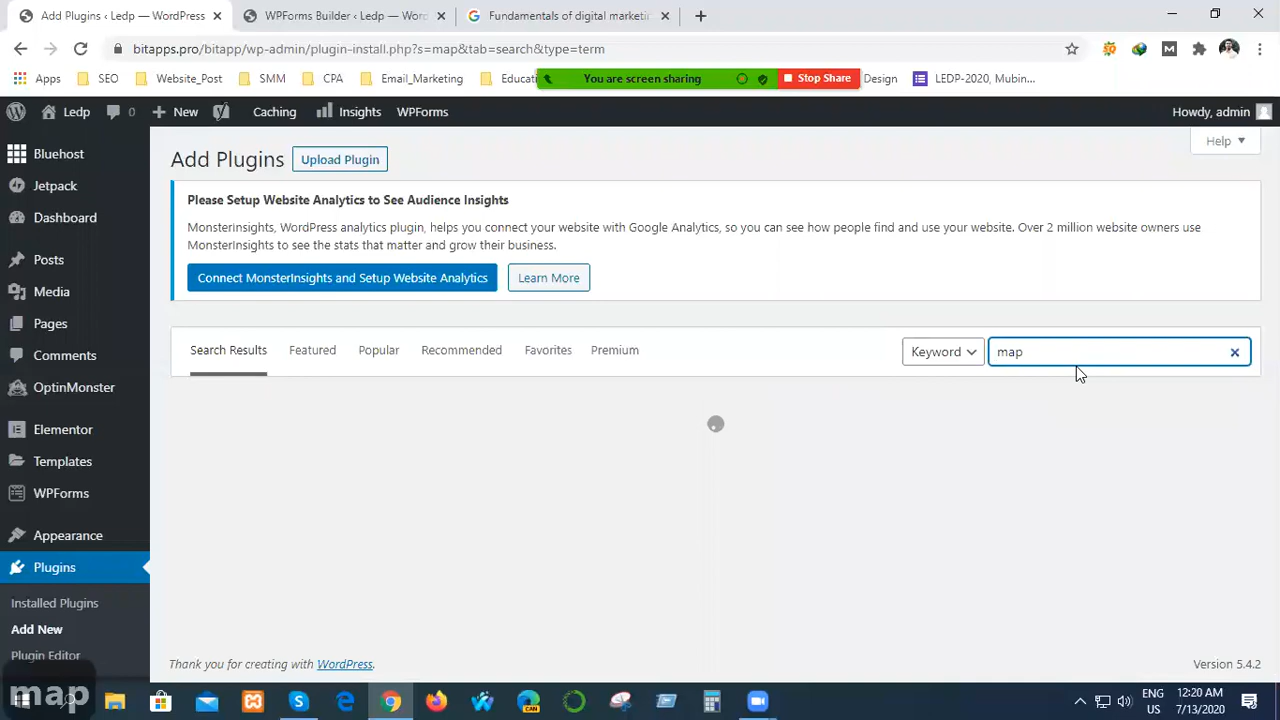 Add Plugins ‹ Ledp — WordPress
WPForms Builder ‹ Ledp — Word
Fundamentals of digital marketin
bitapps.pro/bitapp/wp-admin/plugin-install.php?s=map&tab=search&type=term
Apps SEO Website_Post SMM CPA Email_Marketing Educati You are screen sharing Stop Share Design LEDP-2020, Mubin...
Ledp 0 New Caching Insights WPForms Howdy, admin
Help
Bluehost
Jetpack
Dashboard
Posts
Media
Pages
Comments
OptinMonster
Elementor
Templates
WPForms
Appearance
Plugins
Installed Plugins
Add New
Plugin Editor
Add Plugins Upload Plugin
Please Setup Website Analytics to See Audience Insights
MonsterInsights, WordPress analytics plugin, helps you connect your website with Google Analytics, so you can see how people find and use your website. Over 2 million website owners use
MonsterInsights to see the stats that matter and grow their business.
Connect MonsterInsights and Setup Website Analytics Learn More
Search Results Featured Popular Recommended Favorites Premium Keyword map
Thank you for creating with WordPress. Version 5.4.2
map
CAN
ENG
US
12:20 AM
7/13/2020